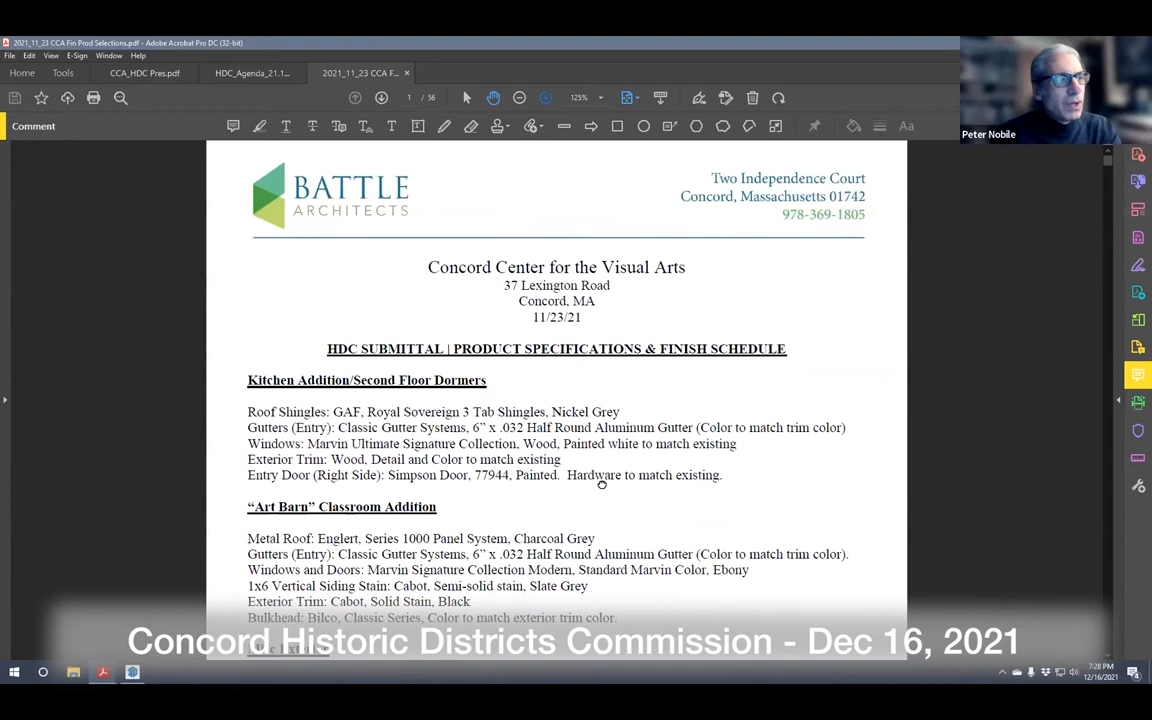 2021_11_23 CCA Fin Prod Selections.pdf - Adobe Acrobat Pro DC (32-bit)
File Edit View E-Sign Window Help
Home Tools CCA_HDC Pres.pdf HDC_Agenda_21.1... 2021_11_23 CCA F... ×
1 / 56 125%
Comment
Peter Nobile
BATTLE
ARCHITECTS
Two Independence Court
Concord, Massachusetts 01742
978-369-1805
Concord Center for the Visual Arts
37 Lexington Road
Concord, MA
11/23/21
HDC SUBMITTAL | PRODUCT SPECIFICATIONS & FINISH SCHEDULE
Kitchen Addition/Second Floor Dormers
Roof Shingles: GAF, Royal Sovereign 3 Tab Shingles, Nickel Grey
Gutters (Entry): Classic Gutter Systems, 6” x .032 Half Round Aluminum Gutter (Color to match trim color)
Windows: Marvin Ultimate Signature Collection, Wood, Painted white to match existing
Exterior Trim: Wood, Detail and Color to match existing
Entry Door (Right Side): Simpson Door, 77944, Painted. Hardware to match existing.
“Art Barn” Classroom Addition
Metal Roof: Englert, Series 1000 Panel System, Charcoal Grey
Gutters (Entry): Classic Gutter Systems, 6” x .032 Half Round Aluminum Gutter (Color to match trim color).
Windows and Doors: Marvin Signature Collection Modern, Standard Marvin Color, Ebony
1x6 Vertical Siding Stain: Cabot, Semi-solid stain, Slate Grey
Exterior Trim: Cabot, Solid Stain, Black
Bulkhead: Bilco, Classic Series, Color to match exterior trim color.
Concord Historic Districts Commission - Dec 16, 2021
7:28 PM
12/16/2021